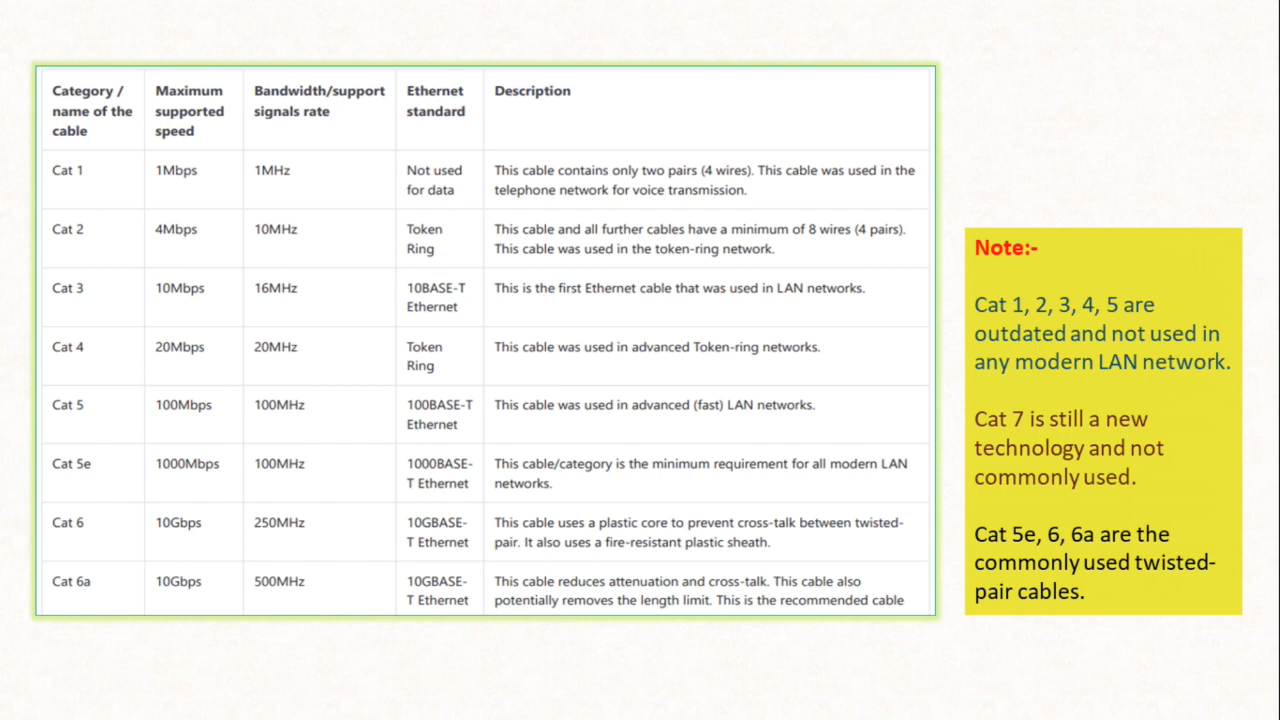 Category / Maximum Bandwidth/support Ethernet Description
name of the supported signals rate standard
cable speed
Cat 1 1Mbps 1MHz Not used This cable contains only two pairs (4 wires). This cable was used in the
for data telephone network for voice transmission.
Cat 2 4Mbps 10MHz Token This cable and all further cables have a minimum of 8 wires (4 pairs).
Ring This cable was used in the token-ring network.
Cat 3 10Mbps 16MHz 10BASE-T This is the first Ethernet cable that was used in LAN networks.
Ethernet
Cat 4 20Mbps 20MHz Token This cable was used in advanced Token-ring networks.
Ring
Cat 5 100Mbps 100MHz 100BASE-T This cable was used in advanced (fast) LAN networks.
Ethernet
Cat 5e 1000Mbps 100MHz 1000BASE- This cable/category is the minimum requirement for all modern LAN
T Ethernet networks.
Cat 6 10Gbps 250MHz 10GBASE- This cable uses a plastic core to prevent cross-talk between twisted-
T Ethernet pair. It also uses a fire-resistant plastic sheath.
Cat 6a 10Gbps 500MHz 10GBASE- This cable reduces attenuation and cross-talk. This cable also
T Ethernet potentially removes the length limit. This is the recommended cable
Note:-
Cat 1, 2, 3, 4, 5 are
outdated and not used in
any modern LAN network.
Cat 7 is still a new
technology and not
commonly used.
Cat 5e, 6, 6a are the
commonly used twisted-
pair cables.